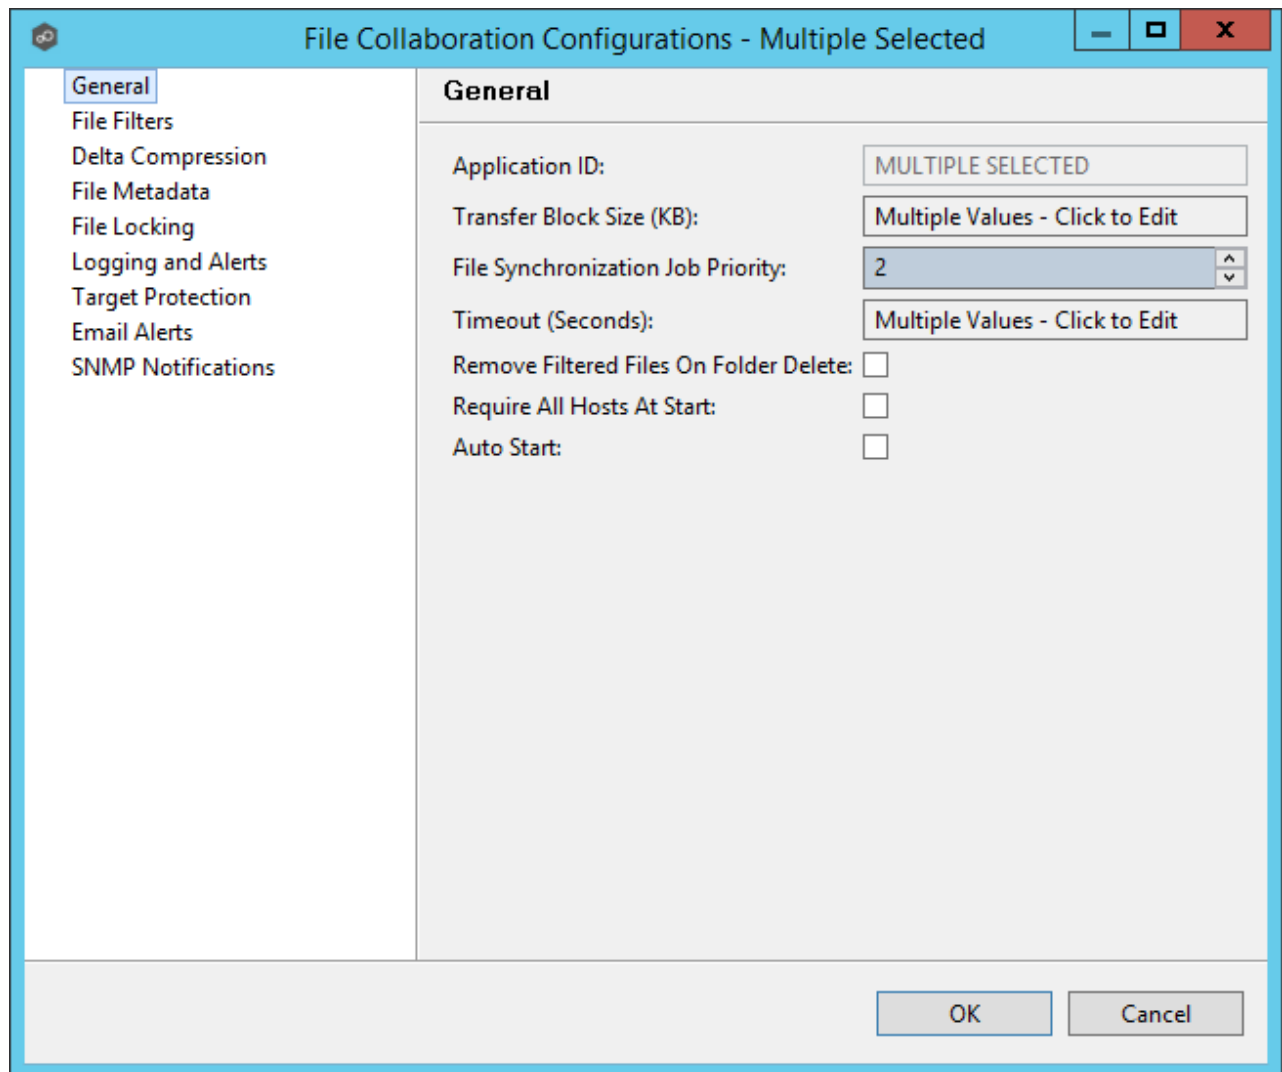 File Collaboration Configurations - Multiple Selected
General
File Filters
Delta Compression
File Metadata
File Locking
Logging and Alerts
Target Protection
Email Alerts
SNMP Notifications
General
Application ID: MULTIPLE SELECTED
Transfer Block Size (KB): Multiple Values - Click to Edit
File Synchronization Job Priority: 2
Timeout (Seconds): Multiple Values - Click to Edit
Remove Filtered Files On Folder Delete:
Require All Hosts At Start:
Auto Start:
OK Cancel